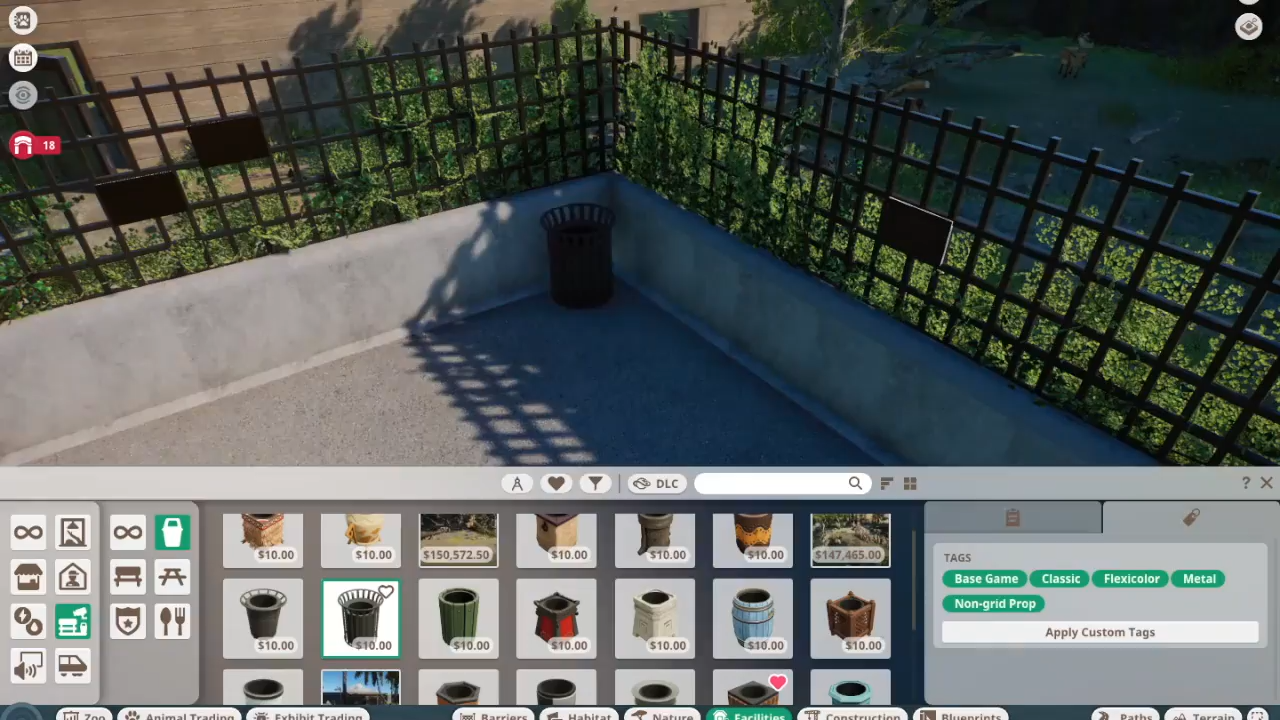 18
DLC
$10.00
$10.00
$150,572.50
$10.00
$10.00
$10.00
$147,465.00
$10.00
$10.00
$10.00
$10.00
$10.00
$10.00
$10.00
?
TAGS
Base Game
Classic
Flexicolor
Metal
Non-grid Prop
Apply Custom Tags
Zoo
Animal Trading
Exhibit Trading
Barriers
Habitat
Nature
Facilities
Construction
Blueprints
Paths
Terrain